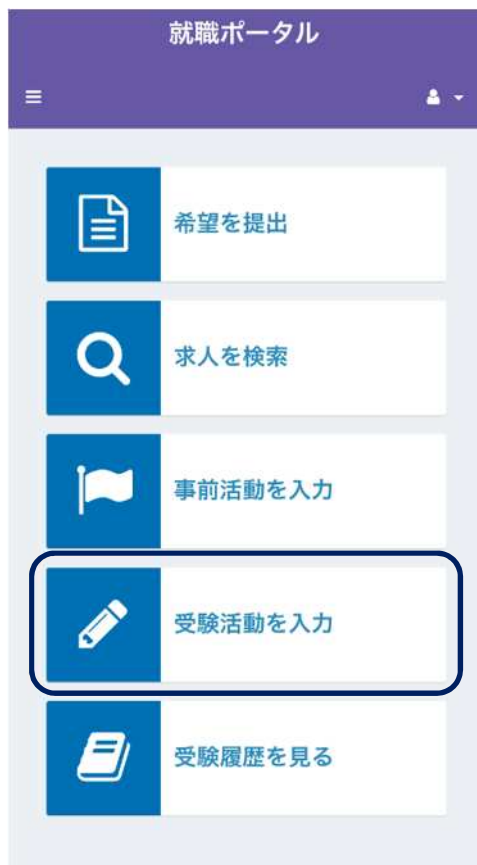 就職ポータル
希望を提出
求人を検索
事前活動を入力
受験活動を入力
受験履歴を見る